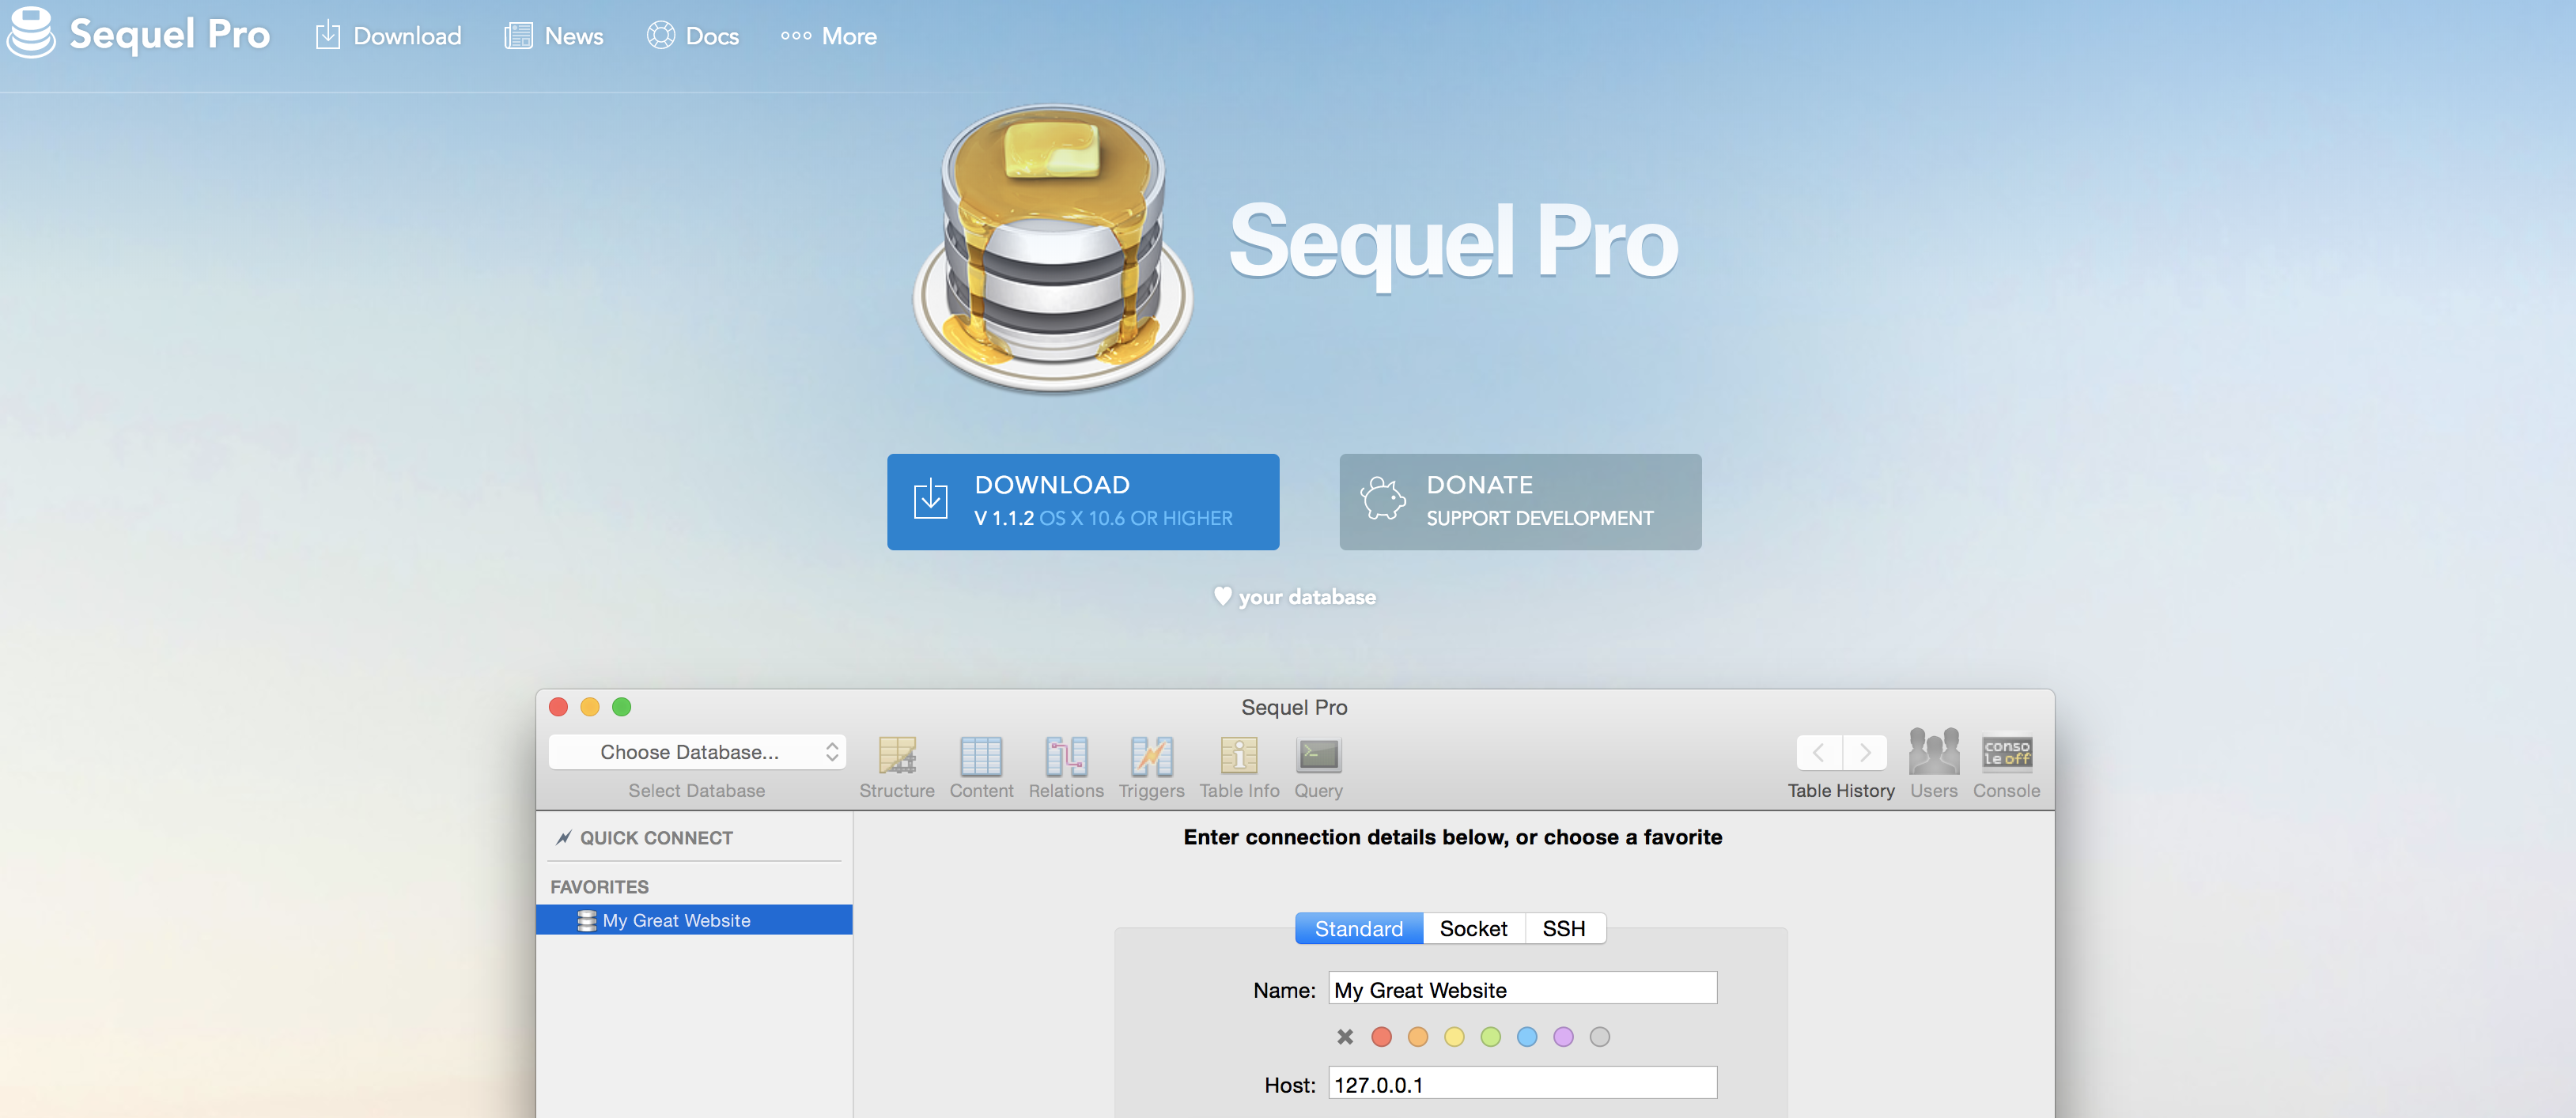 Sequel Pro Download News Docs More
Sequel Pro
DOWNLOAD
V 1.1.2 OS X 10.6 OR HIGHER
DONATE
SUPPORT DEVELOPMENT
♥ your database
Sequel Pro
Choose Database...
Select Database
Structure Content Relations Triggers Table Info Query
Table History Users Console
conso
le off
QUICK CONNECT
FAVORITES
My Great Website
Enter connection details below, or choose a favorite
Standard Socket SSH
Name: My Great Website
Host: 127.0.0.1